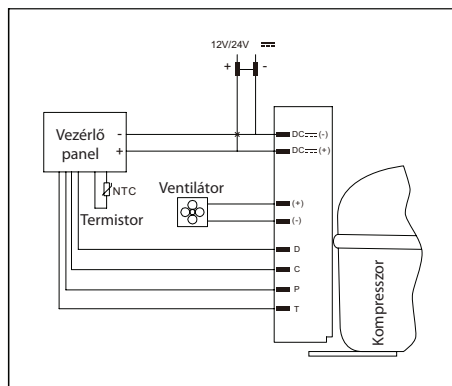 12V/24V
+ -
Vezérlő
panel
-
+
DC (-)
DC (+)
NTC
Termistor
Ventilátor
(+)
(-)
D
C
P
T
Kompresszor